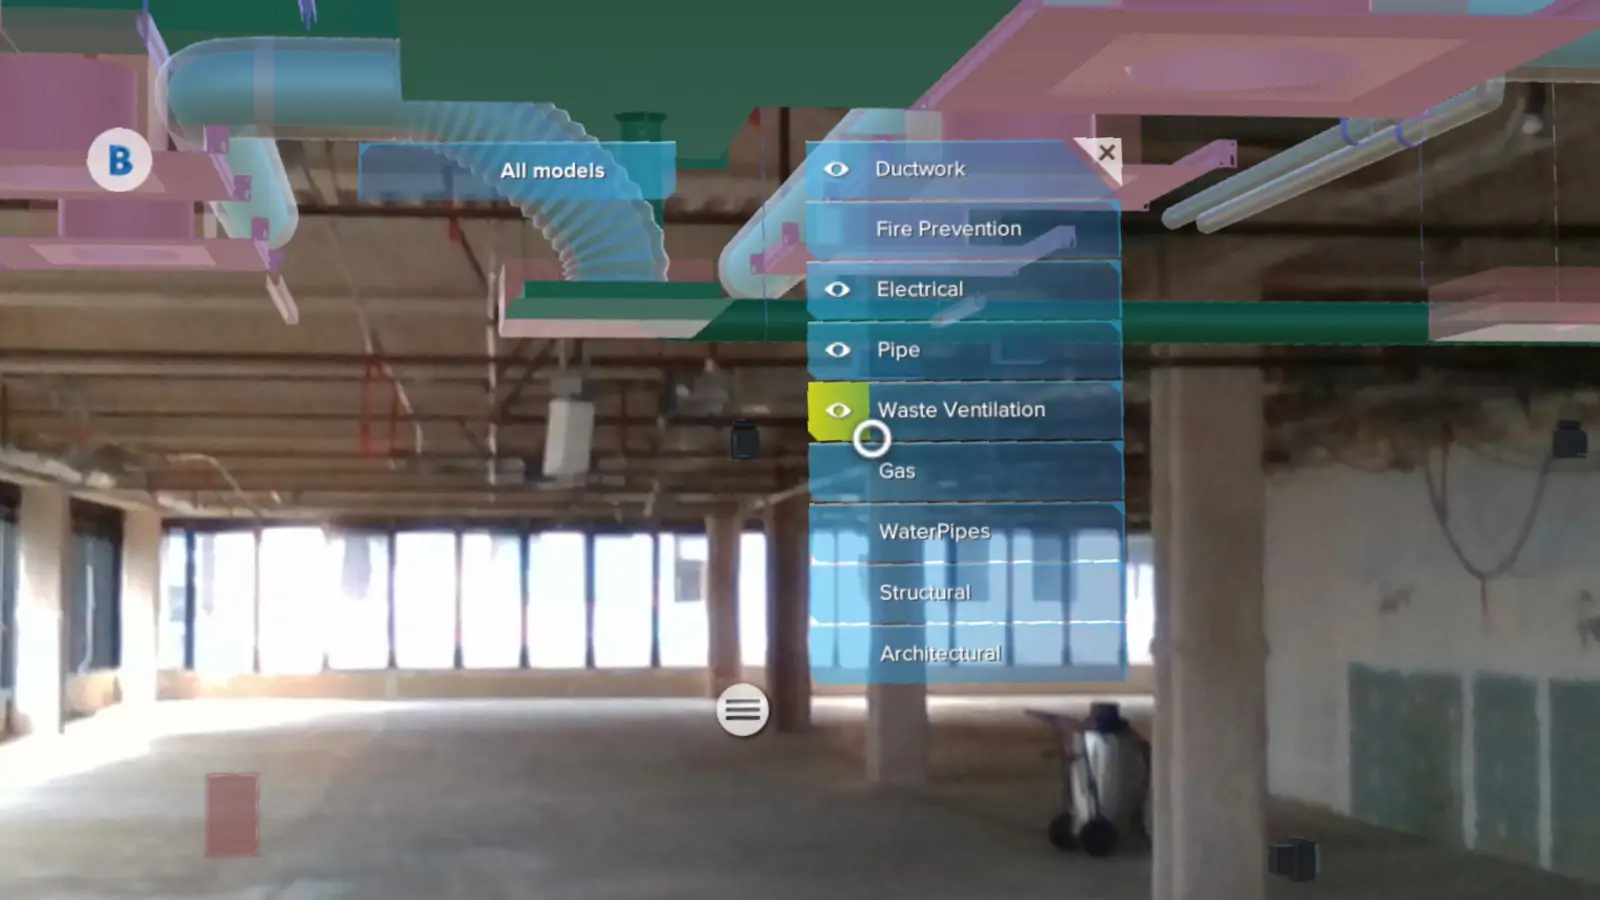 B
All models
Ductwork
Fire Prevention
Electrical
Pipe
Waste Ventilation
Gas
WaterPipes
Structural
Architectural